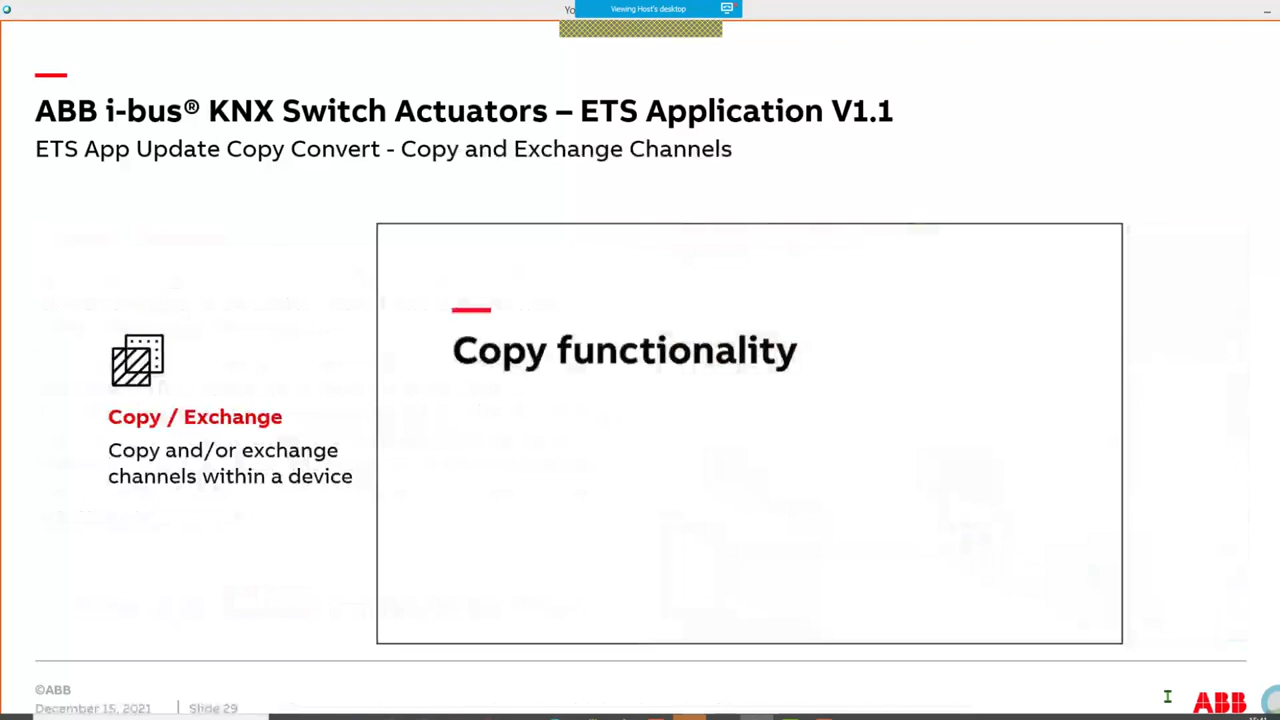 Yo
Viewing Host's desktop
ABB i-bus® KNX Switch Actuators – ETS Application V1.1
ETS App Update Copy Convert - Copy and Exchange Channels
Copy functionality
Copy / Exchange
Copy and/or exchange
channels within a device
©ABB
December 15, 2021
Slide 29
ABB